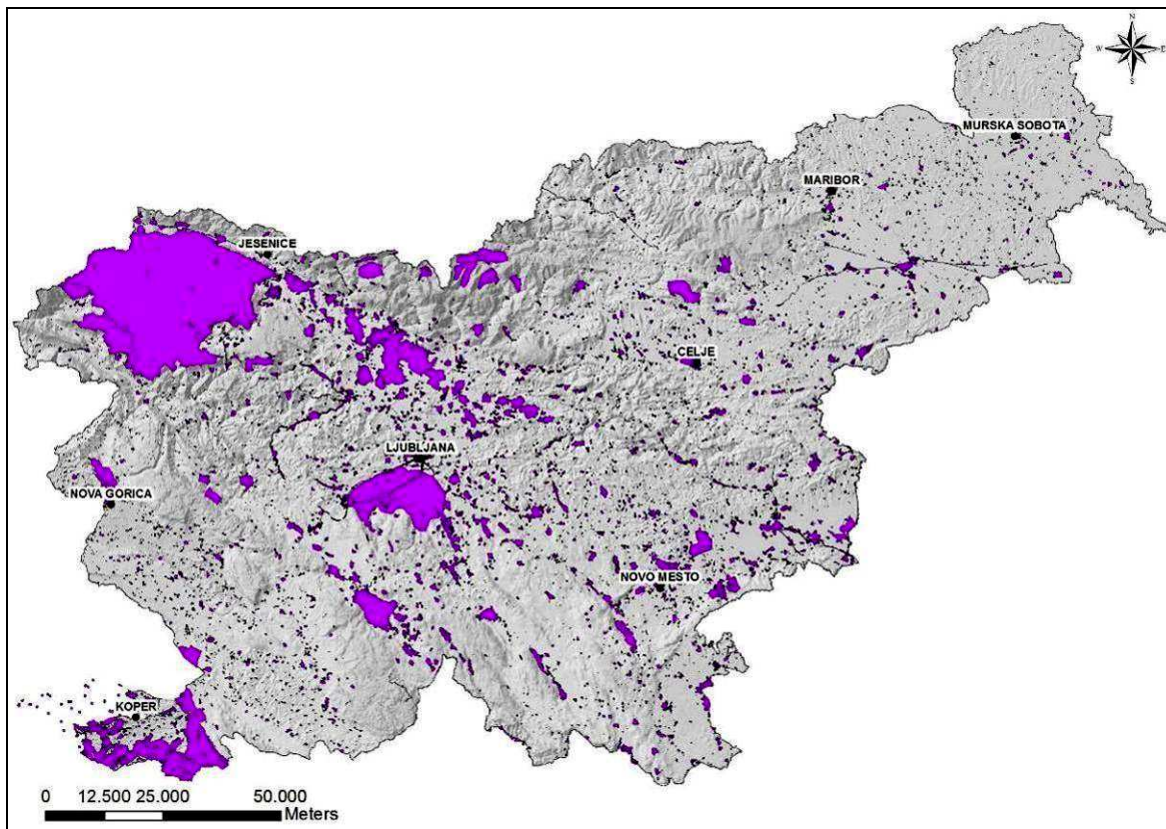 N
W E
S
MURSKA SOBOTA
MARIBOR
JESENICE
CELJE
LJUBLJANA
NOVA GORICA
NOVO MESTO
KOPER
0 12.500 25.000 50.000
Meters